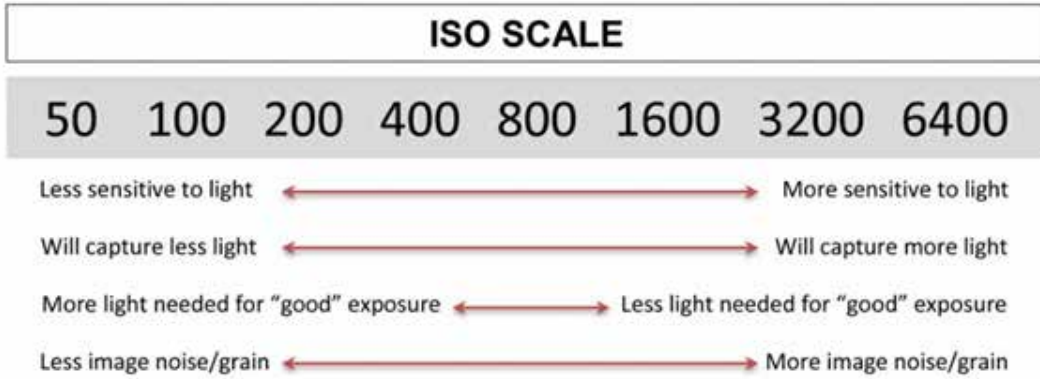 ISO SCALE
50 100 200 400 800 1600 3200 6400
Less sensitive to light More sensitive to light
Will capture less light Will capture more light
More light needed for “good” exposure Less light needed for “good” exposure
Less image noise/grain More image noise/grain